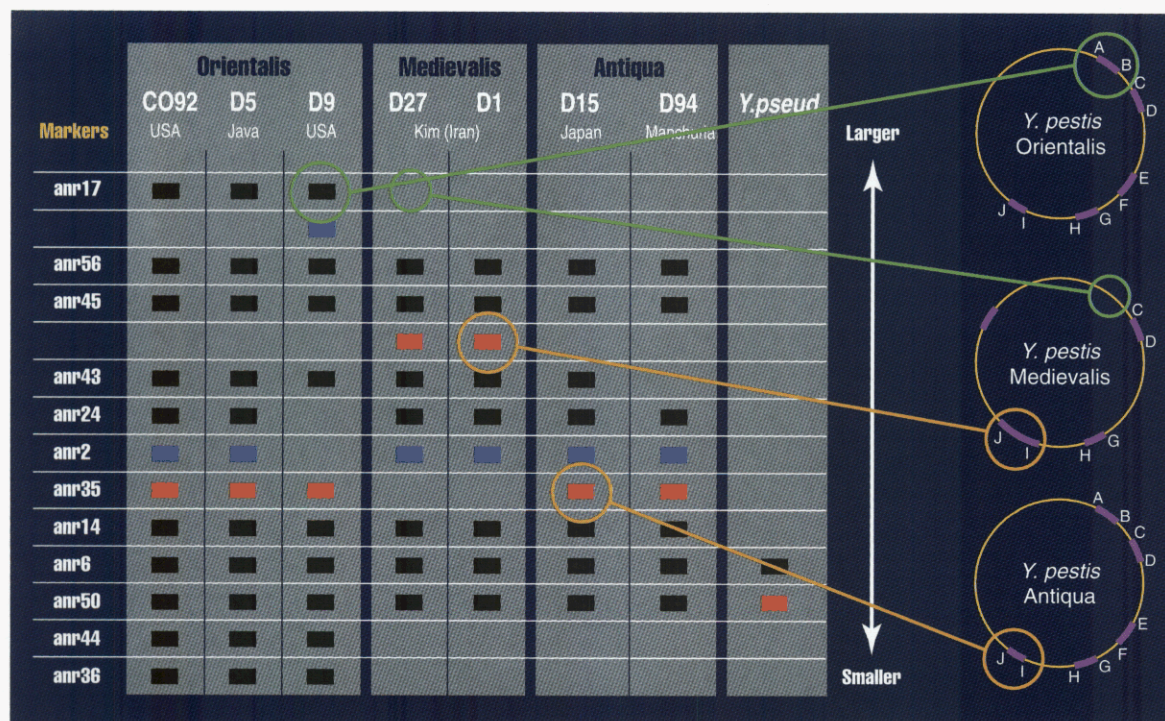 Orientalis Medievalis Antiqua
CO92 D5 D9 D27 D1 D15 D94 Y.pseud
Markers USA Java USA Kim (Iran) Japan Manchuria Larger
anr17
anr56
anr45
anr43
anr24
anr2
anr35
anr14
anr6
anr50
anr44
anr36
Smaller
A
B
C
D
Y. pestis
Orientalis
E
F
G
H
I
J
C
D
Y. pestis
Medievalis
G
H
I
J
A
B
C
D
Y. pestis
Antiqua
E
F
G
H
I
J